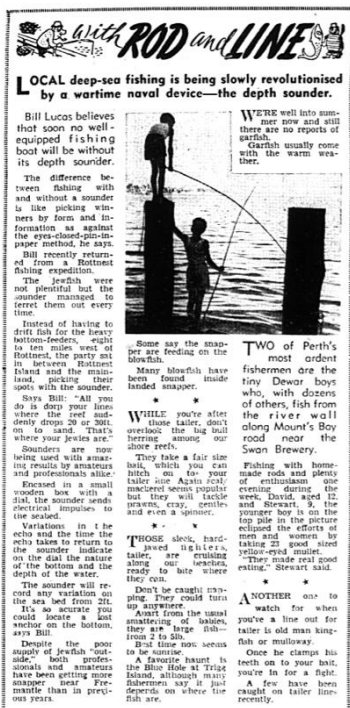 with ROD and LINE
LOCAL deep-sea fishing is being slowly revolutionised
by a wartime naval device—the depth sounder.
Bill Lucas believes
that soon no well-
equipped fishing
boat will be without
its depth sounder.
The difference be-
tween fishing with
and without a sounder
is like picking win-
ners by form and in-
formation as against
the eyes-closed-pin-in-
paper method, he says.
Bill recently return-
ed from a Rottnest
fishing expedition.
The jewfish were
not plentiful but the
sounder managed to
ferret them out every
time.
Instead of having to
drift fish for the heavy
bottom-feeders, eight
to ten miles west of
Rottnest, the party sat
in between Rottnest
Island and the main-
land, picking their
spots with the sounder.
Says Bill: "All you
do is drop your lines
where the reef sud-
denly drops 20 or 30ft.
on to sand. That's
where your jewies are."
Sounders are now
being used with amaz-
ing results by amateurs
and professionals alike.
Encased in a small
wooden box with a
dial, the sounder sends
electrical impulses to
the seabed.
Variations in the
echo and the time the
echo takes to return to
the sounder indicate
on the dial the nature
of the bottom and the
depth of the water.
The sounder will re-
cord any variation on
the sea bed from 2ft.
It's so acurate you
could locate a lost
anchor on the bottom,
says Bill.
Despite the poor
supply of jewfish "out-
side," both profes-
sionals and amateurs
have been getting more
snapper near Fre-
mantle than in previ-
ous years.
Some say the snap-
per are feeding on the
blowfish.
Many blowfish have
been found inside
landed snapper.
* *
WHILE you're after
those tailer, don't
overlook the big bull
herring among our
shore reefs.
They take a fair size
bait, which you can
hitch on to your
tailer line Again real
mackerel seems popular
but they will tackle
prawns, cray, gentles
and even a spinner.
* *
THOSE sleek, hard-
jawed fighters,
tailer, are cruising
along our beaches,
ready to bite where
they can.
Don't be caught nap-
ping. They could turn
up anywhere.
Apart from the usual
smattering of babies,
they are large fish—
from 2 to 5lb.
Best time now seems
to be sunrise.
A favorite haunt is
the Blue Hole at Trigg
Island, although many
fishermen say it just
depends on where the
fish are.
WE'RE well into sum-
mer now and still
there are no reports of
garfish.
Garfish usually come
with the warm wea-
ther.
TWO of Perth's
most ardent
fishermen are the
tiny Dewar boys
who, with dozens
of others, fish from
the river wall
along Mount's Bay
road near the
Swan Brewery.
Fishing with home-
made rods and plenty
of enthusiasm one
evening during the
week, David, aged 12,
and Stewart, 9, the
younger boy is on the
top pile in the picture
eclipsed the efforts of
men and women by
taking 23 good sized
yellow-eyed mullet.
"They made real good
eating," Stewart said.
* *
ANOTHER one to
watch for when
you've a line out for
tailer is old man king-
fish or mulloway.
Once he clamps his
teeth on to your bait,
you're in for a fight.
A few have been
caught on tailer lines
recently.